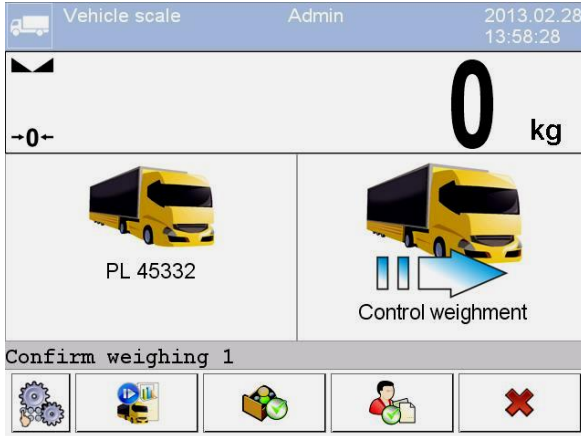 Vehicle scale Admin 2013.02.28
13:58:28
0 kg
→0←
PL 45332
Control weighment
Confirm weighing 1